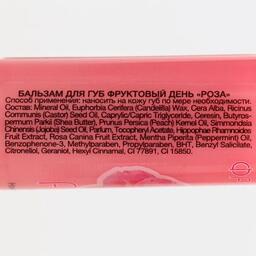 БАЛЬЗАМ ДЛЯ ГУБ ФРУКТОВЫЙ ДЕНЬ «РОЗА»
Способ применения: наносить на кожу губ по мере необходимости.
Состав: Mineral Oil, Euphorbia Cerifera (Candelilla) Wax, Cera Alba, Ricinus
Communis (Castor) Seed Oil, Caprylic/Capric Triglyceride, Ceresin, Butyros-
permum Parkii (Shea Butter), Prunus Persica (Peach) Kernel Oil, Simmondsia
Chinensis (Jojoba) Seed Oil, Parfum, Tocopheryl Acetate, Hippophae Rhamnoides
Fruit Extract, Rosa Canina Fruit Extract, Mentha Piperita (Peppermint) Oil,
Benzophenone-3, Methylparaben, Propylparaben, BHT, Benzyl Salicilate,
Citronellol, Geraniol, Hexyl Cinnamal, CI 77891, CI 15850.